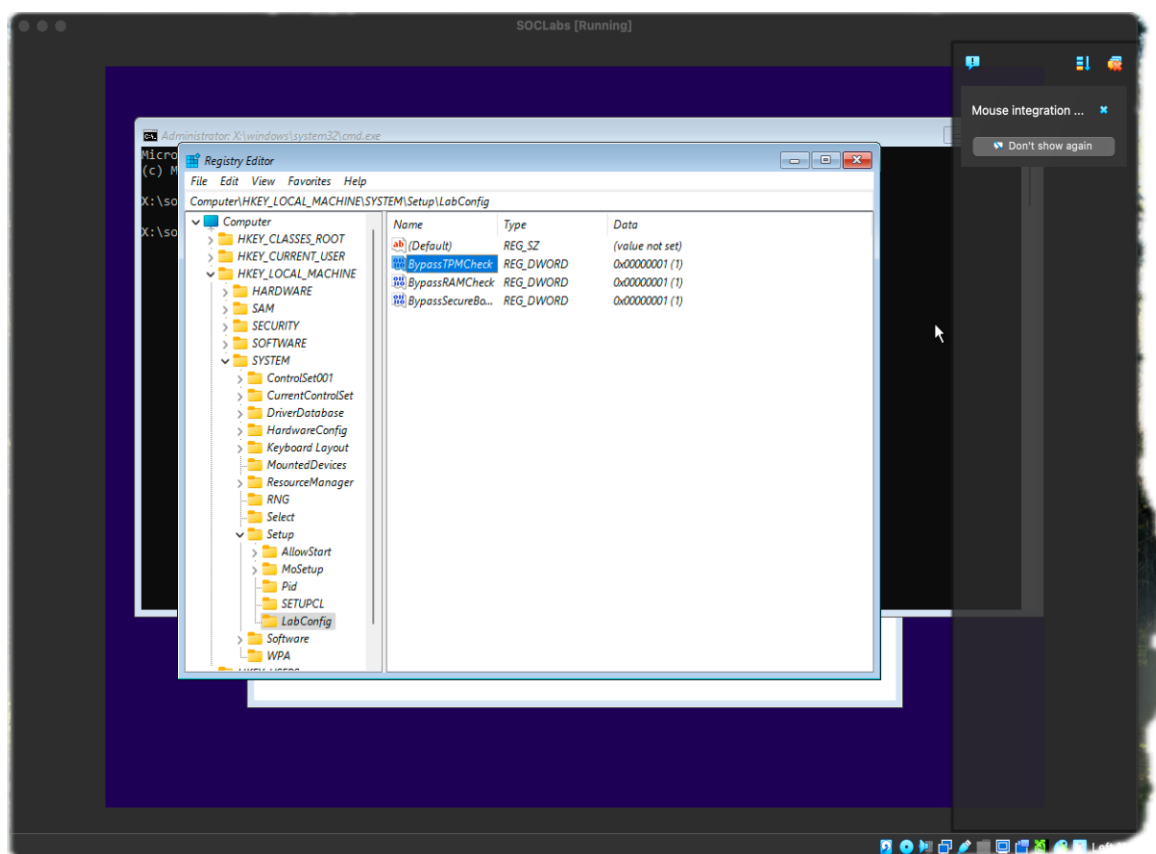 SOCLabs [Running]
Mouse integration ...
Don't show again
Administrator: X:\windows\system32\cmd.exe
Micro
(c) M
X:\so
X:\so
Registry Editor
File Edit View Favorites Help
Computer\HKEY_LOCAL_MACHINE\SYSTEM\Setup\LabConfig
Computer
HKEY_CLASSES_ROOT
HKEY_CURRENT_USER
HKEY_LOCAL_MACHINE
HARDWARE
SAM
SECURITY
SOFTWARE
SYSTEM
ControlSet001
CurrentControlSet
DriverDatabase
HardwareConfig
Keyboard Layout
MountedDevices
ResourceManager
RNG
Select
Setup
AllowStart
MoSetup
Pid
SETUPCL
LabConfig
Software
WPA
Name Type Data
(Default) REG_SZ (value not set)
BypassTPMCheck REG_DWORD 0x00000001 (1)
BypassRAMCheck REG_DWORD 0x00000001 (1)
BypassSecureBo... REG_DWORD 0x00000001 (1)